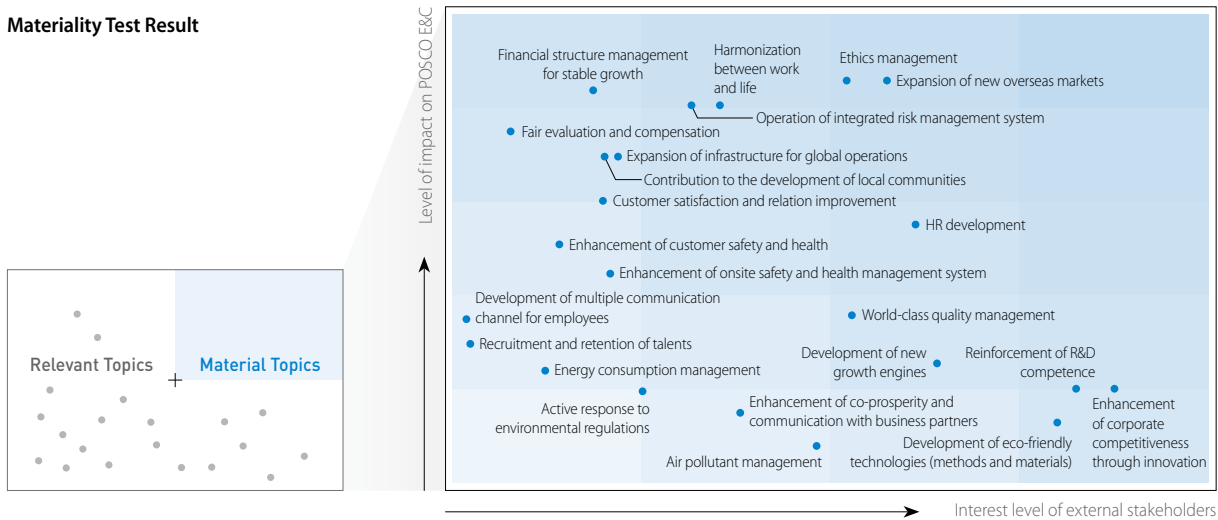 Materiality Test Result
Relevant Topics
Material Topics
Level of impact on POSCO E&C
Financial structure management
for stable growth
Harmonization
between work
and life
Ethics management
Expansion of new overseas markets
Operation of integrated risk management system
Fair evaluation and compensation
Expansion of infrastructure for global operations
Contribution to the development of local communities
Customer satisfaction and relation improvement
HR development
Enhancement of customer safety and health
Enhancement of onsite safety and health management system
Development of multiple communication
channel for employees
World-class quality management
Recruitment and retention of talents
Development of new
growth engines
Reinforcement of R&D
competence
Energy consumption management
Active response to
environmental regulations
Enhancement of co-prosperity and
communication with business partners
Enhancement
of corporate
competitiveness
through innovation
Development of eco-friendly
technologies (methods and materials)
Air pollutant management
Interest level of external stakeholders